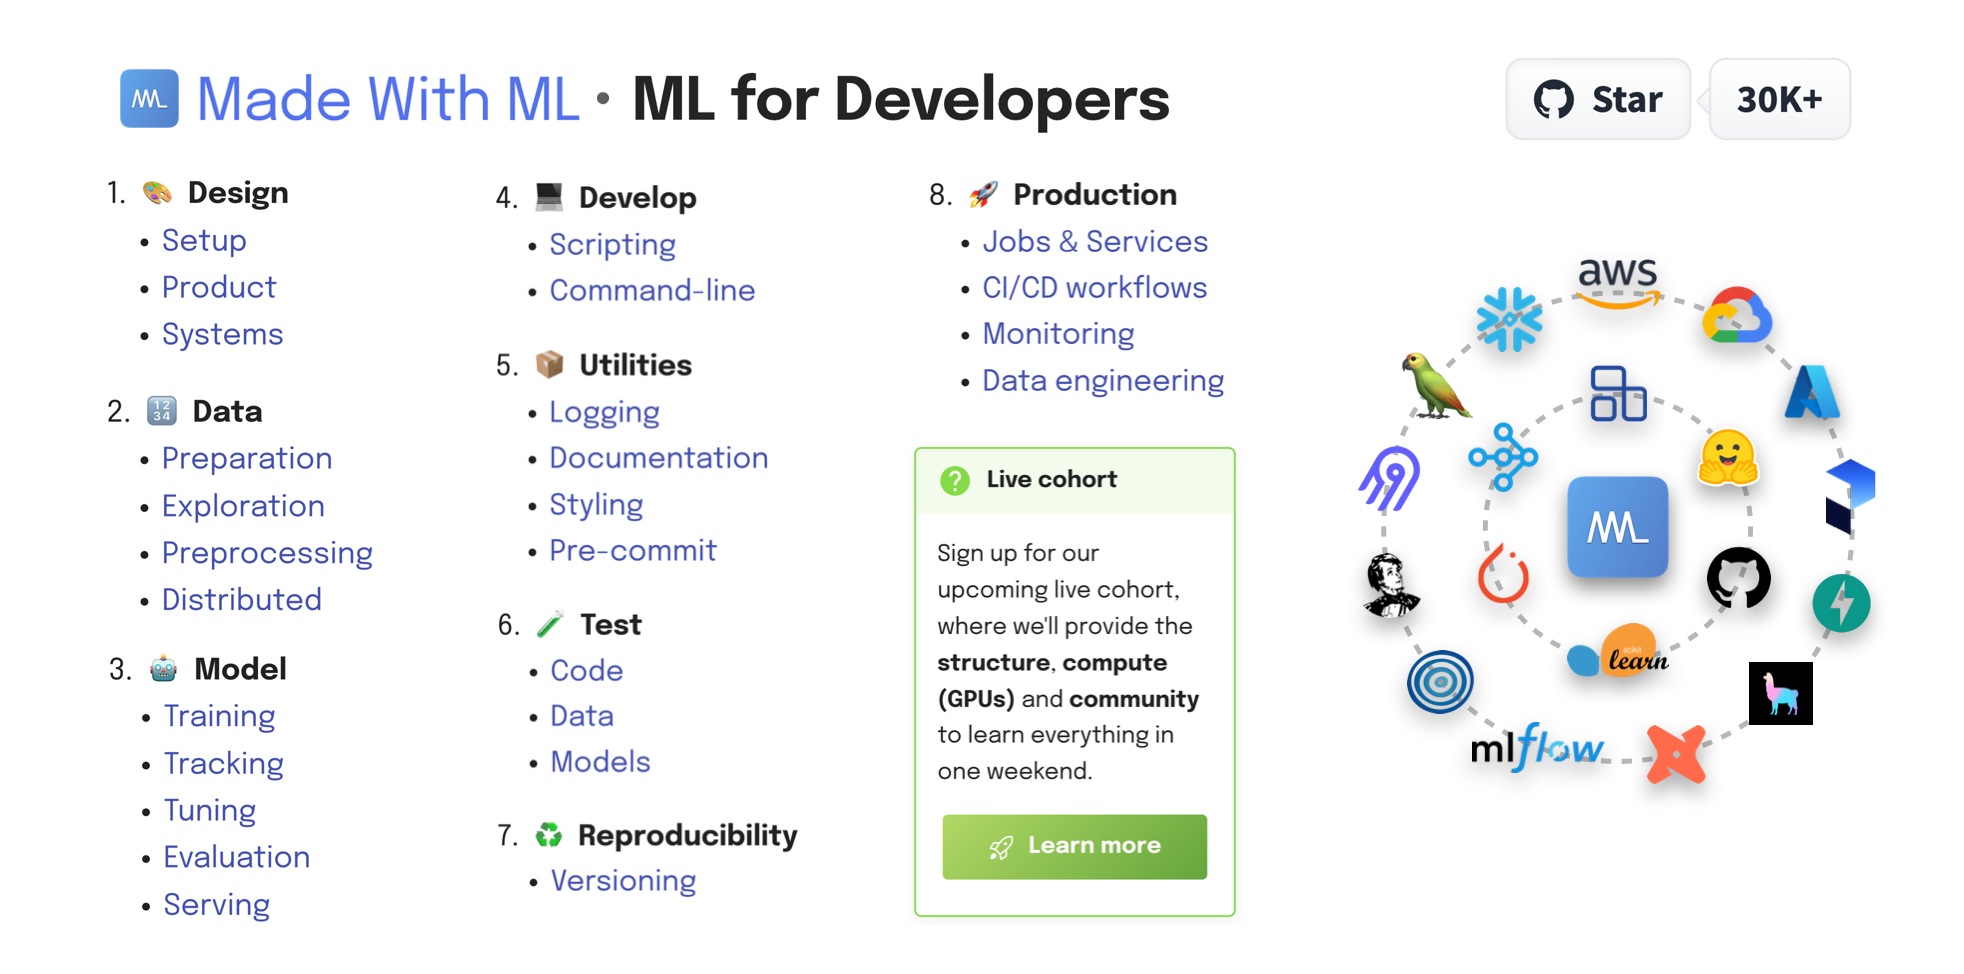 Made With ML • ML for Developers
Star
30K+
1. Design
• Setup
• Product
• Systems
2. Data
• Preparation
• Exploration
• Preprocessing
• Distributed
3. Model
• Training
• Tracking
• Tuning
• Evaluation
• Serving
4. Develop
• Scripting
• Command-line
5. Utilities
• Logging
• Documentation
• Styling
• Pre-commit
6. Test
• Code
• Data
• Models
7. Reproducibility
• Versioning
8. Production
• Jobs & Services
• CI/CD workflows
• Monitoring
• Data engineering
Live cohort
Sign up for our
upcoming live cohort,
where we'll provide the
structure, compute
(GPUs) and community
to learn everything in
one weekend.
Learn more
aws
scikit
learn
mlflow